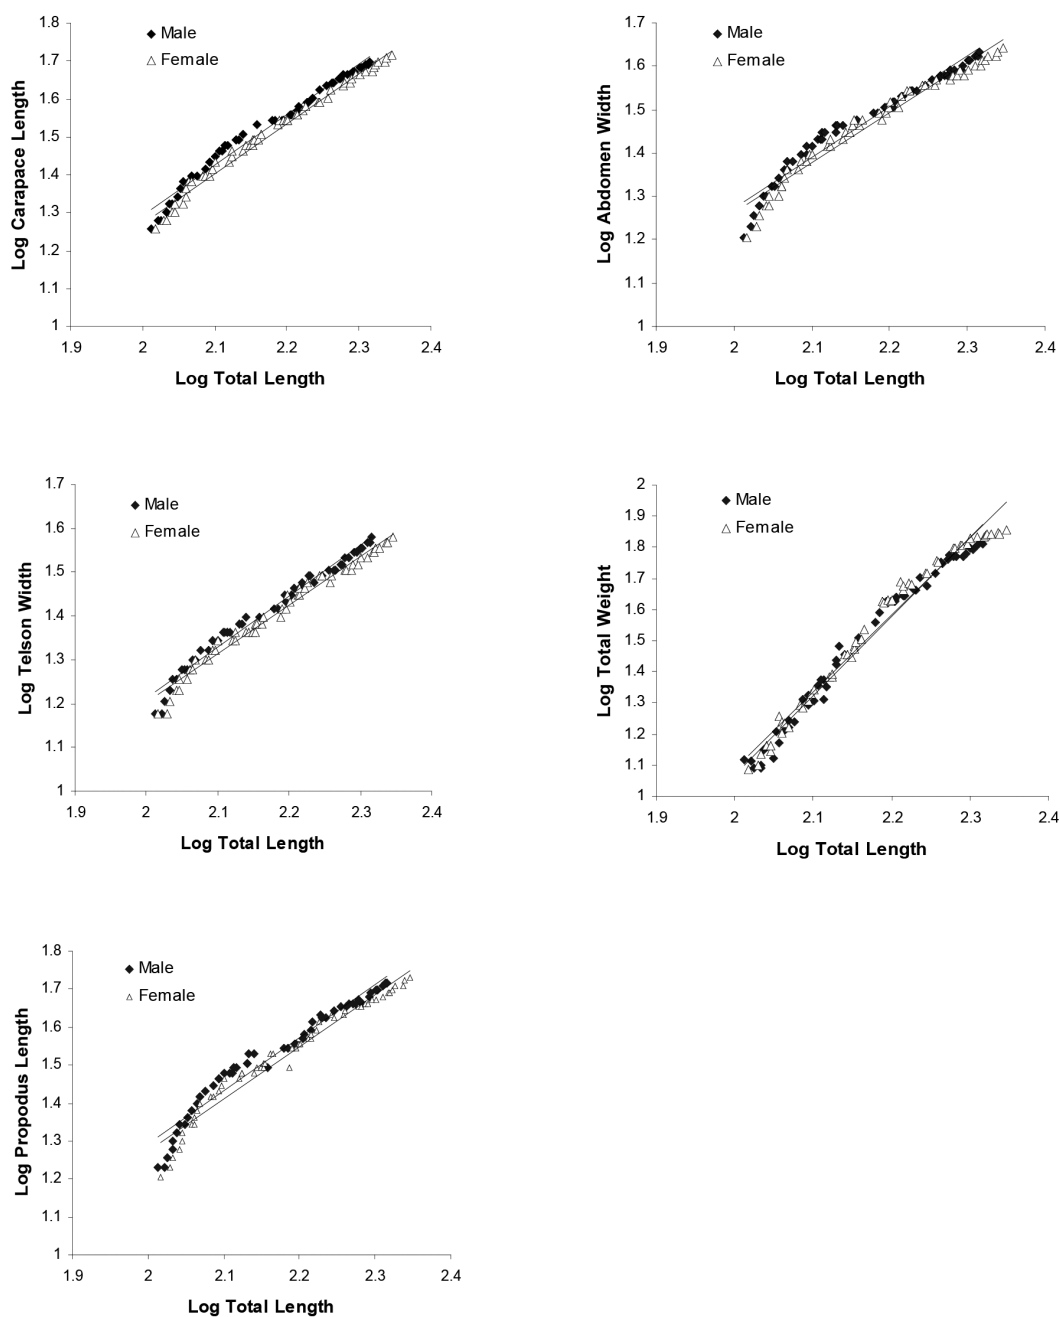 1.8
1.7
1.6
1.5
1.4
1.3
1.2
1.1
1
1.9 2 2.1 2.2 2.3 2.4
Log Carapace Length
Log Total Length
Male
Female
1.7
1.6
1.5
1.4
1.3
1.2
1.1
1
1.9 2 2.1 2.2 2.3 2.4
Log Abdomen Width
Log Total Length
Male
Female
1.7
1.6
1.5
1.4
1.3
1.2
1.1
1
1.9 2 2.1 2.2 2.3 2.4
Log Telson Width
Log Total Length
Male
Female
2
1.9
1.8
1.7
1.6
1.5
1.4
1.3
1.2
1.1
1
1.9 2 2.1 2.2 2.3 2.4
Log Total Weight
Log Total Length
Male
Female
1.8
1.7
1.6
1.5
1.4
1.3
1.2
1.1
1
1.9 2 2.1 2.2 2.3 2.4
Log Propodus Length
Log Total Length
Male
Female